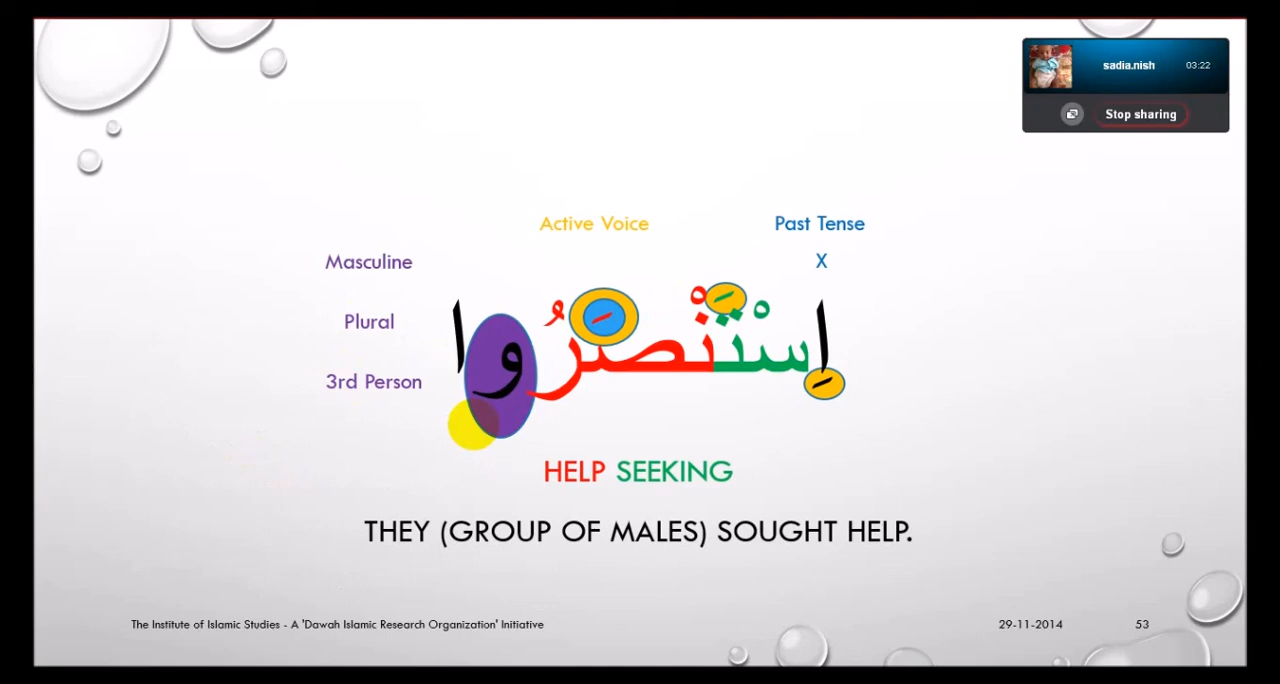 sadia.nish 03:22
Stop sharing
Active Voice Past Tense
Masculine X
اِسْتَنْصَرُوا
Plural
3rd Person
HELP SEEKING
THEY (GROUP OF MALES) SOUGHT HELP.
The Institute of Islamic Studies - A 'Dawah Islamic Research Organization' Initiative 29-11-2014 53